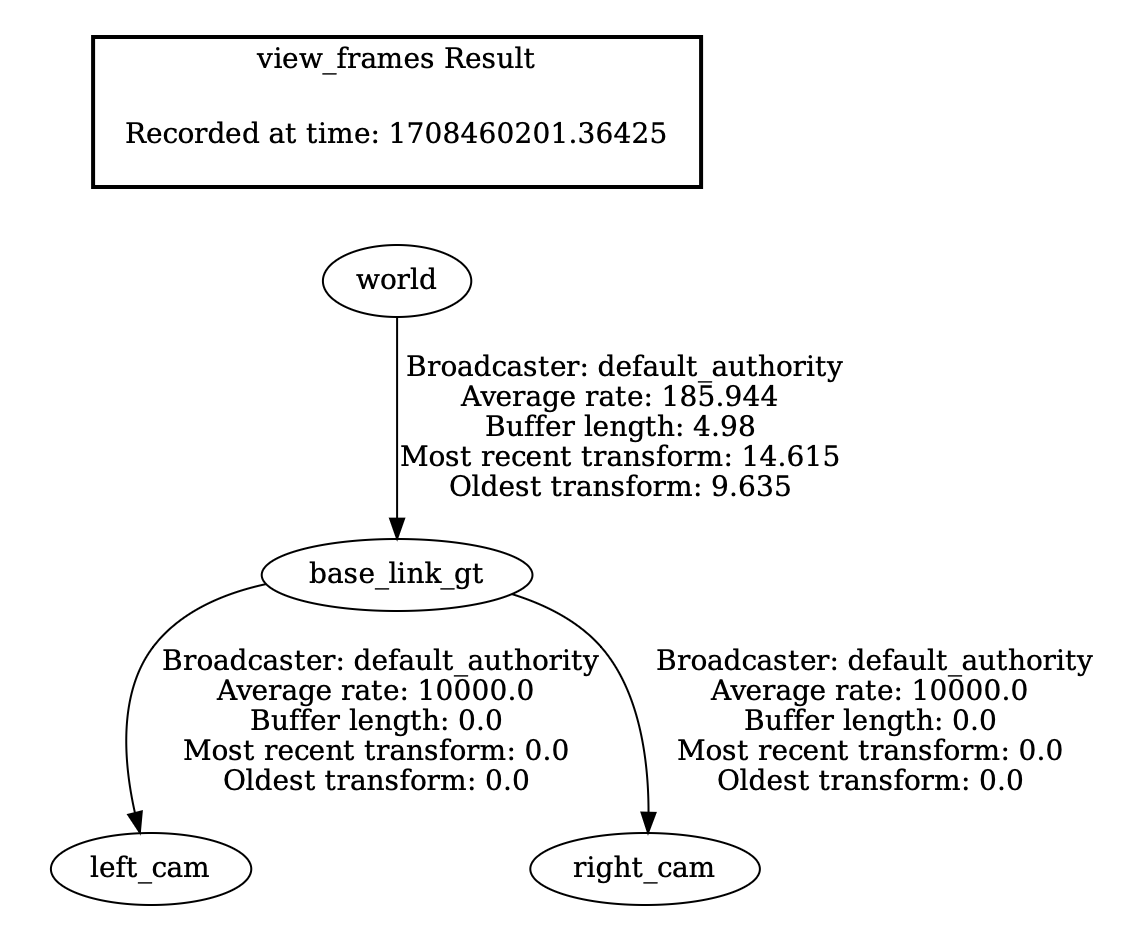 view_frames Result
Recorded at time: 1708460201.36425
world
Broadcaster: default_authority
Average rate: 185.944
Buffer length: 4.98
Most recent transform: 14.615
Oldest transform: 9.635
base_link_gt
Broadcaster: default_authority
Average rate: 10000.0
Buffer length: 0.0
Most recent transform: 0.0
Oldest transform: 0.0
Broadcaster: default_authority
Average rate: 10000.0
Buffer length: 0.0
Most recent transform: 0.0
Oldest transform: 0.0
left_cam
right_cam